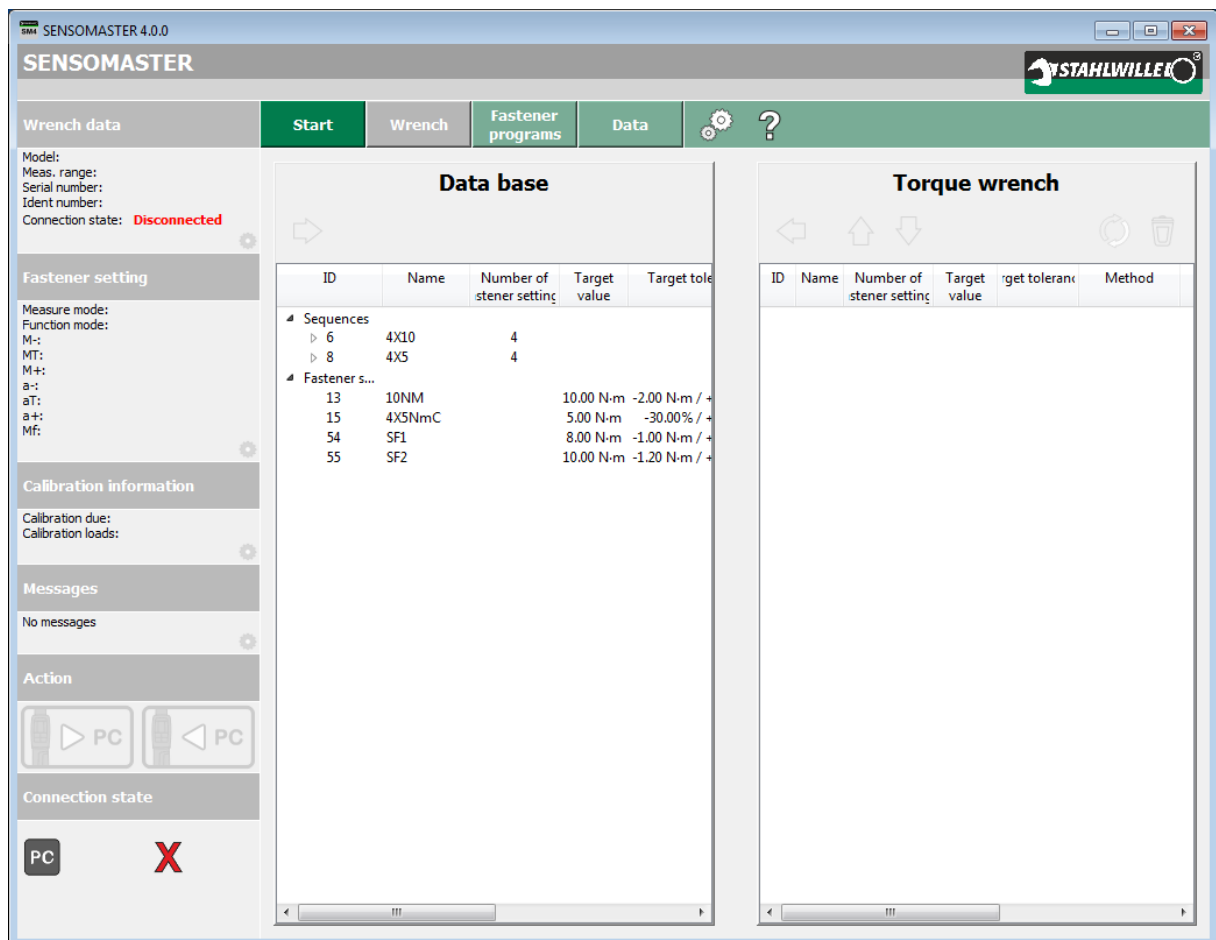 SM4 SENSOMASTER 4.0.0
SENSOMASTER
STAHLWILLE ®
Wrench data
Model:
Meas. range:
Serial number:
Ident number:
Connection state: Disconnected
Fastener setting
Measure mode:
Function mode:
M-:
MT:
M+:
a-:
aT:
a+:
Mf:
Calibration information
Calibration due:
Calibration loads:
Messages
No messages
Action
PC PC
Connection state
PC X
Start Wrench Fastener programs Data ?
Data base
ID Name Number of stener setting Target value Target tole
Sequences
6 4X10 4
8 4X5 4
Fastener s...
13 10NM 10.00 N·m -2.00 N·m / +
15 4X5NmC 5.00 N·m -30.00% / +
54 SF1 8.00 N·m -1.00 N·m / +
55 SF2 10.00 N·m -1.20 N·m / +
Torque wrench
ID Name Number of stener setting Target value rget toleranc Method